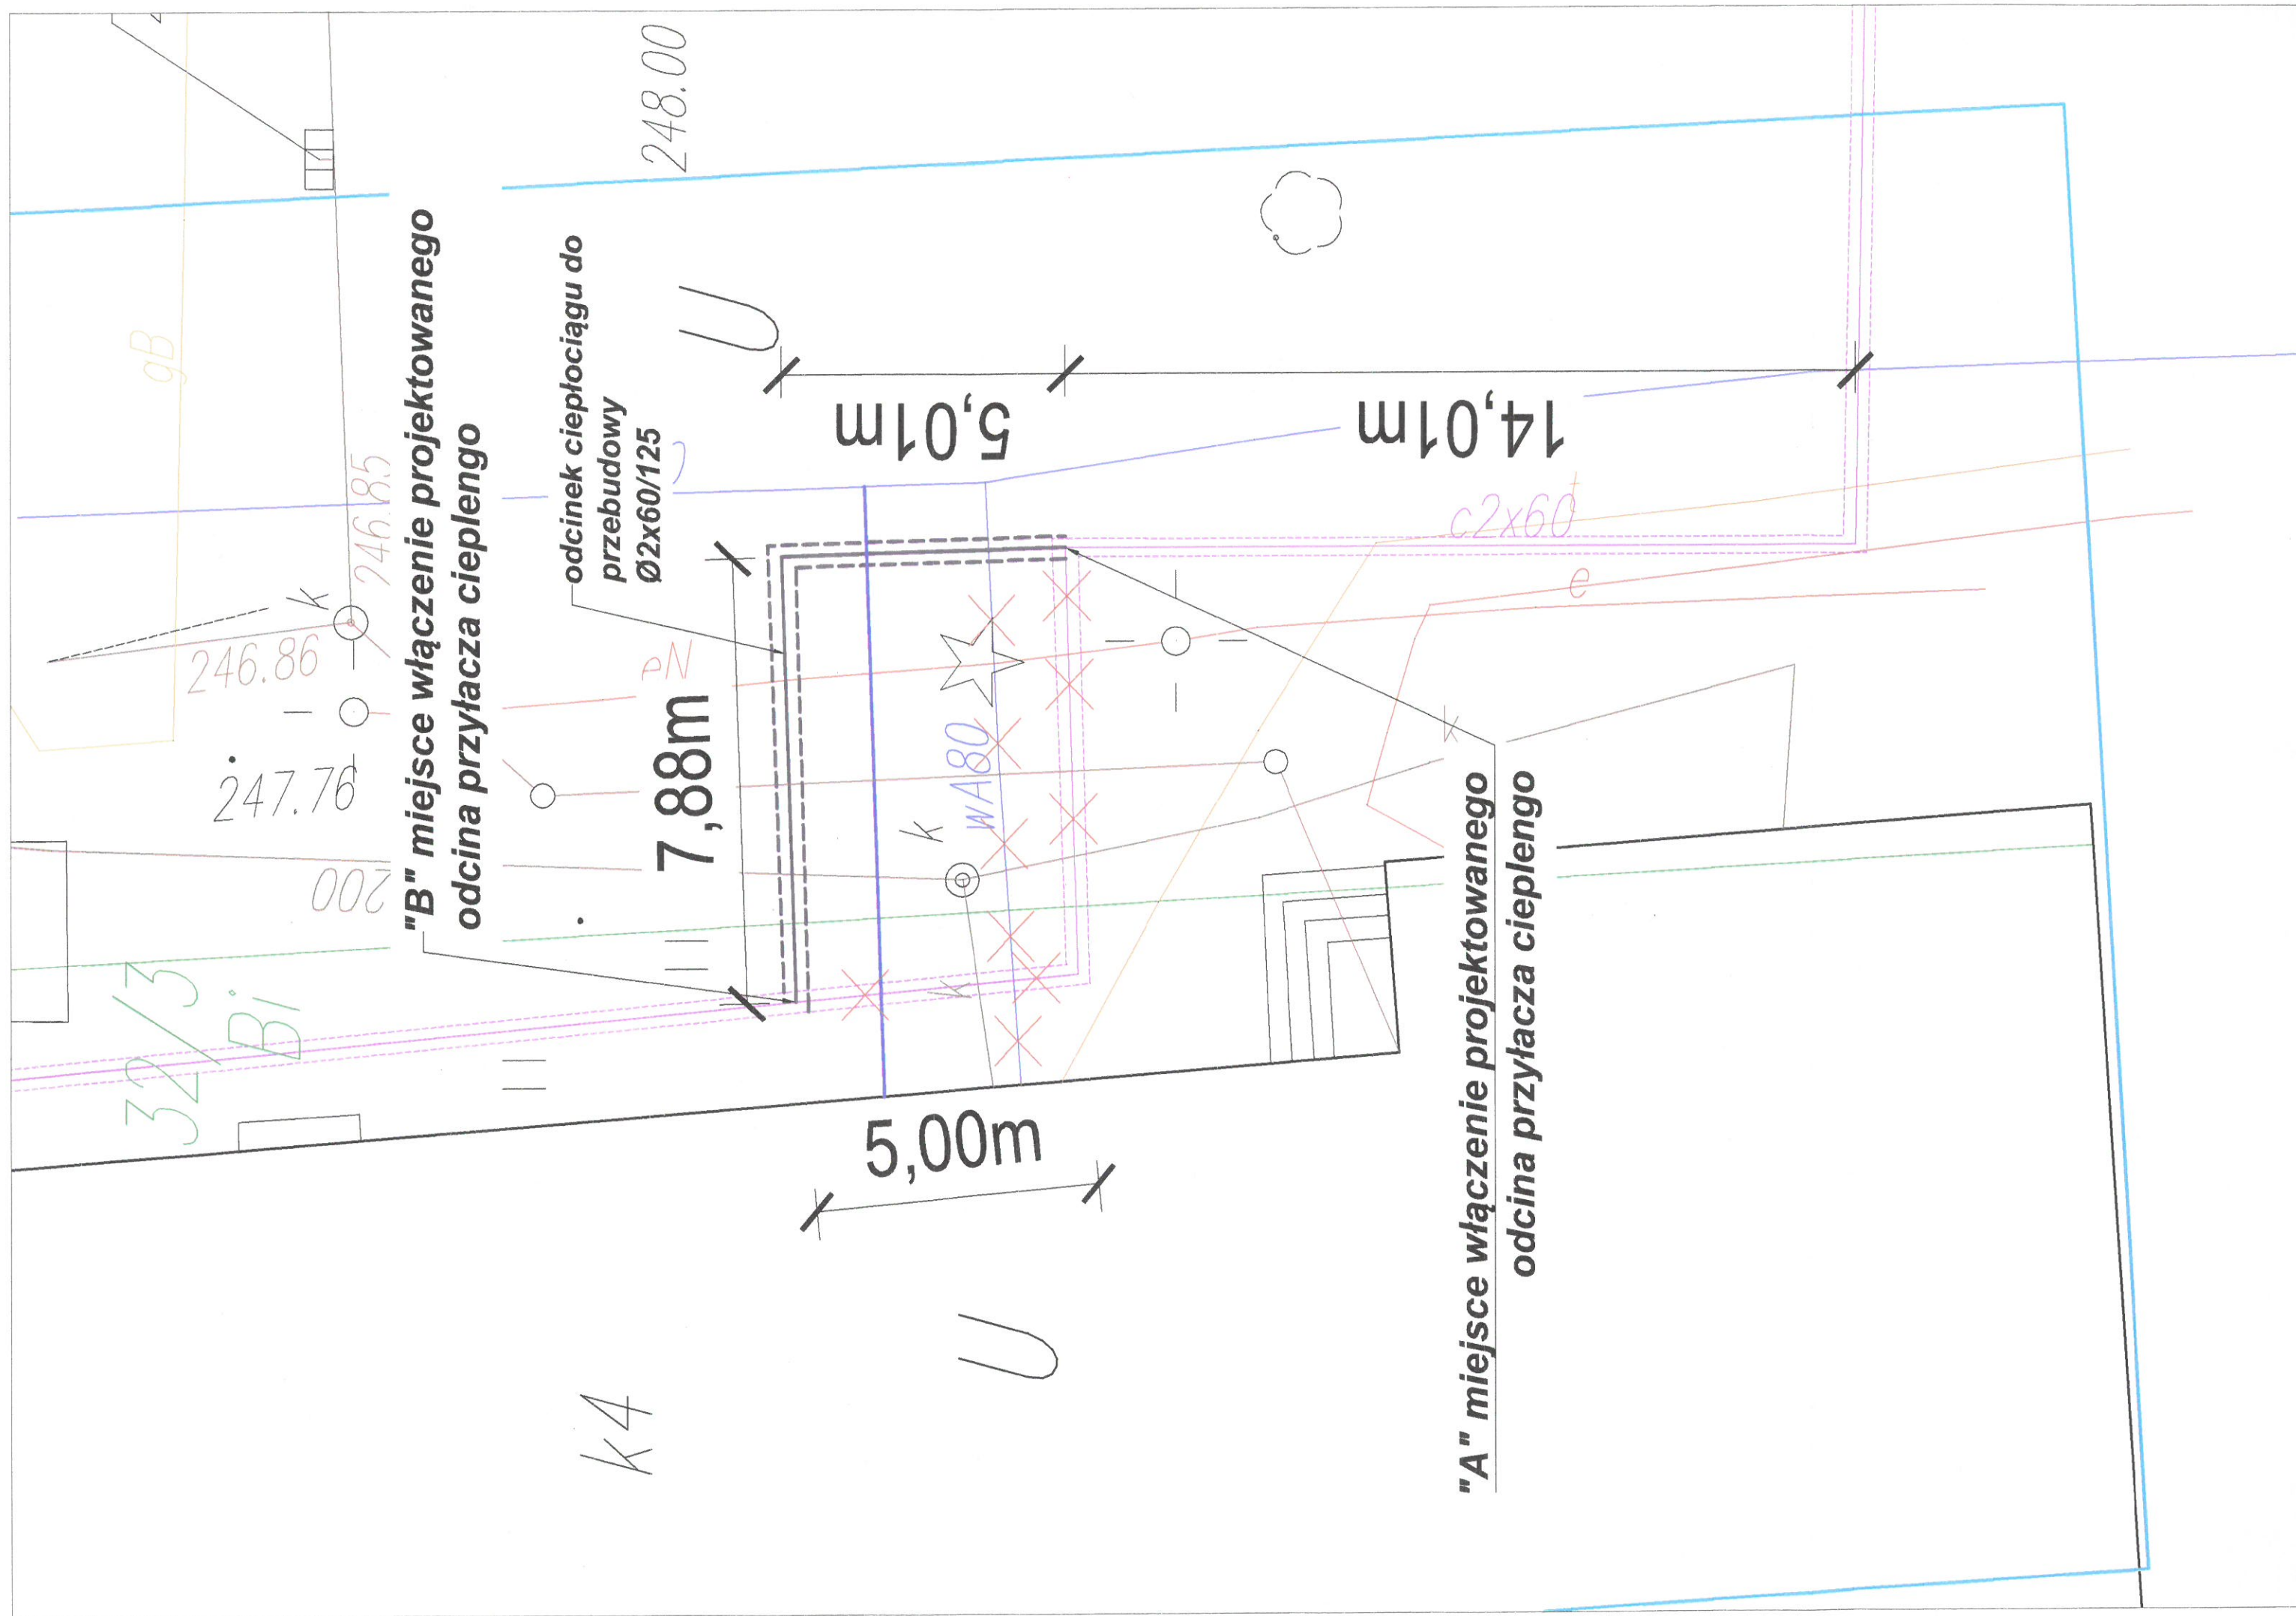 gB
248.00
246.85
k
246.86
247.76
200
32/3
Bi
"B" miejsce włączenie projektowanego
odcina przyłacza cieplengo
odcinek ciepłociągu do
przebudowy
Ø2x60/125
U
eN
7,88m
5,01m
14,01m
c2x60
t
e
k
wA80
k
k
5,00m
k4
U
"A" miejsce włączenie projektowanego
odcina przyłacza cieplengo